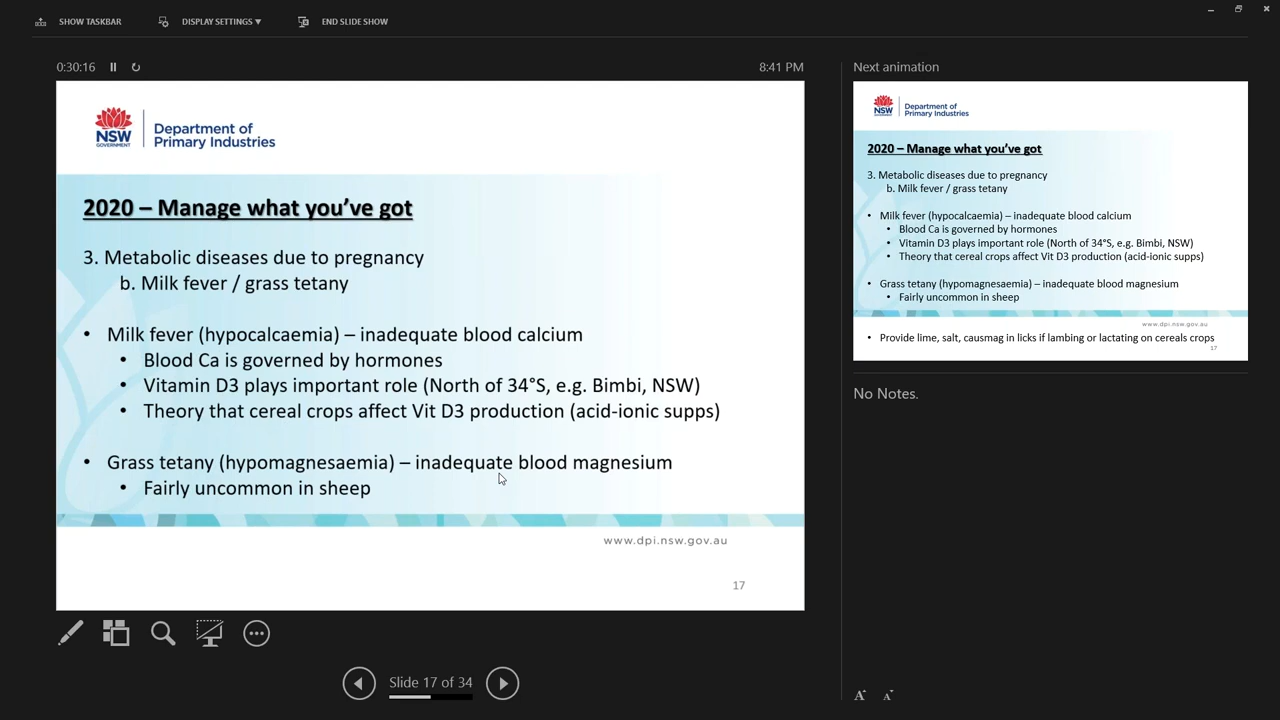 SHOW TASKBAR
DISPLAY SETTINGS ▼
END SLIDE SHOW
0:30:16
8:41 PM
NSW
GOVERNMENT
Department of
Primary Industries
2020 – Manage what you've got
3. Metabolic diseases due to pregnancy
b. Milk fever / grass tetany
• Milk fever (hypocalcaemia) – inadequate blood calcium
• Blood Ca is governed by hormones
• Vitamin D3 plays important role (North of 34°S, e.g. Bimbi, NSW)
• Theory that cereal crops affect Vit D3 production (acid-ionic supps)
• Grass tetany (hypomagnesaemia) – inadequate blood magnesium
• Fairly uncommon in sheep
www.dpi.nsw.gov.au
17
Slide 17 of 34
Next animation
NSW
GOVERNMENT
Department of
Primary Industries
2020 – Manage what you've got
3. Metabolic diseases due to pregnancy
b. Milk fever / grass tetany
• Milk fever (hypocalcaemia) – inadequate blood calcium
• Blood Ca is governed by hormones
• Vitamin D3 plays important role (North of 34°S, e.g. Bimbi, NSW)
• Theory that cereal crops affect Vit D3 production (acid-ionic supps)
• Grass tetany (hypomagnesaemia) – inadequate blood magnesium
• Fairly uncommon in sheep
www.dpi.nsw.gov.au
• Provide lime, salt, causmag in licks if lambing or lactating on cereals crops
17
No Notes.
A A